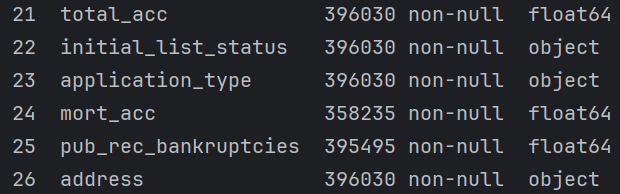 21  total_acc             396030 non-null  float64
22  initial_list_status   396030 non-null  object
23  application_type      396030 non-null  object
24  mort_acc              358235 non-null  float64
25  pub_rec_bankruptcies  395495 non-null  float64
26  address               396030 non-null  object